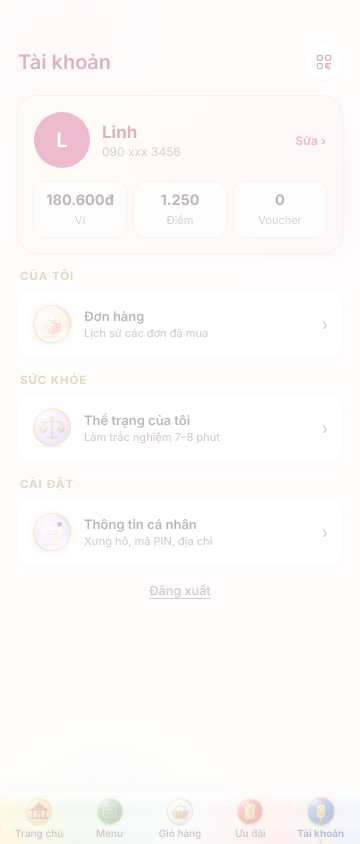 Tài khoản
L
Linh
090 xxx 3456
Sửa ›
180.600đ
Ví
1.250
Điểm
0
Voucher
CỦA TÔI
Đơn hàng
Lịch sử các đơn đã mua
SỨC KHỎE
Thể trạng của tôi
Làm trắc nghiệm 7–8 phút
CÀI ĐẶT
Thông tin cá nhân
Xưng hô, mã PIN, địa chỉ
Đăng xuất
Trang chủ
Menu
Giỏ hàng
Ưu đãi
Tài khoản